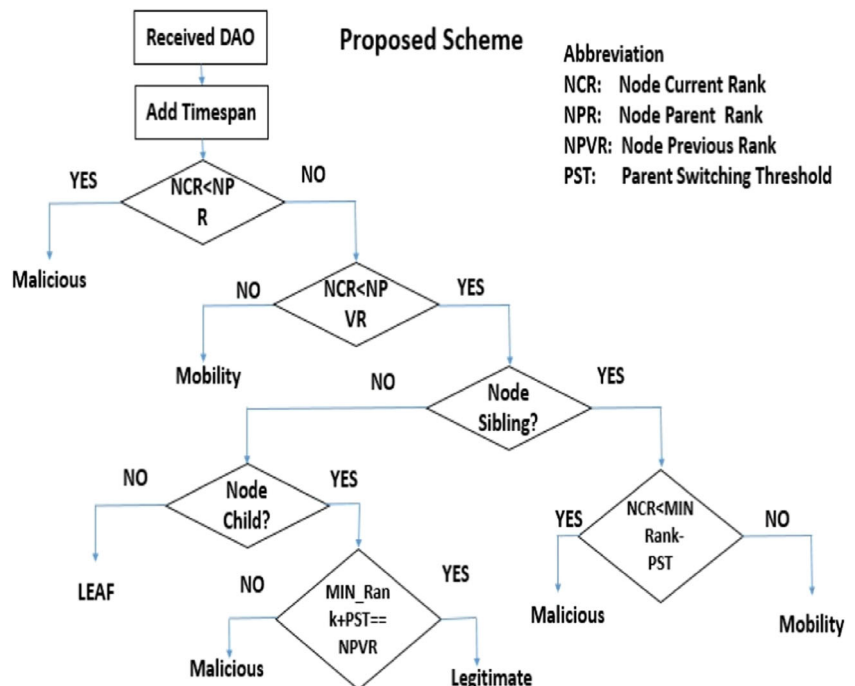 Received DAO
Proposed Scheme
Abbreviation
NCR: Node Current Rank
NPR: Node Parent Rank
NPVR: Node Previous Rank
PST: Parent Switching Threshold
Add Timespan
YES
NCR<NP
R
NO
Malicious
NO
NCR<NP
VR
YES
Mobility
NO
Node
Sibling?
YES
NO
Node
Child?
YES
YES
NCR<MIN
Rank-
PST
NO
LEAF
NO
MIN_Ran
k+PST==
NPVR
YES
Malicious
Mobility
Malicious
Legitimate